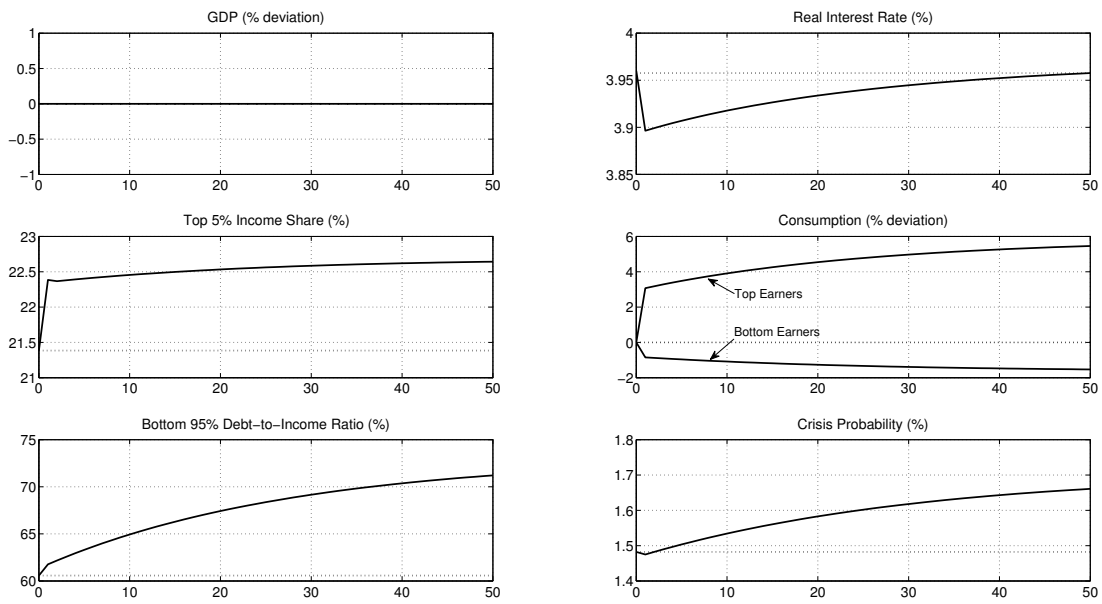 GDP (% deviation)
1
0.5
0
−0.5
−1
0 10 20 30 40 50
Real Interest Rate (%)
4
3.95
3.9
3.85
0 10 20 30 40 50
Top 5% Income Share (%)
23
22.5
22
21.5
21
0 10 20 30 40 50
Consumption (% deviation)
6
4
2
0
−2
Top Earners
Bottom Earners
0 10 20 30 40 50
Bottom 95% Debt−to−Income Ratio (%)
75
70
65
60
0 10 20 30 40 50
Crisis Probability (%)
1.8
1.7
1.6
1.5
1.4
0 10 20 30 40 50